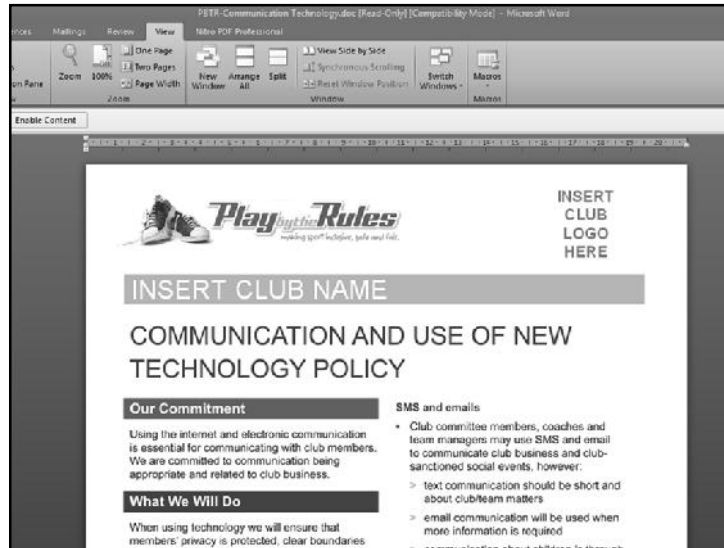 PBTR-Communication Technology.doc [Read-Only] [Compatibility Mode] - Microsoft Word
ences Mailings Review View Nitro PDF Professional
One Page
Two Pages
Page Width
Zoom 100%
on Pane
Zoom
New Window
Arrange All
Split
View Side by Side
Synchronous Scrolling
Reset Window Position
Window
Switch Windows
Macros
Macros
Enable Content
Play by the Rules
making sport inclusive, safe and fair.
INSERT
CLUB
LOGO
HERE
INSERT CLUB NAME
COMMUNICATION AND USE OF NEW
TECHNOLOGY POLICY
Our Commitment
Using the internet and electronic communication
is essential for communicating with club members.
We are committed to communication being
appropriate and related to club business.
What We Will Do
When using technology we will ensure that
members' privacy is protected, clear boundaries
SMS and emails
• Club committee members, coaches and
team managers may use SMS and email
to communicate club business and club-
sanctioned social events, however:
> text communication should be short and
about club/team matters
> email communication will be used when
more information is required
> communication about children is through